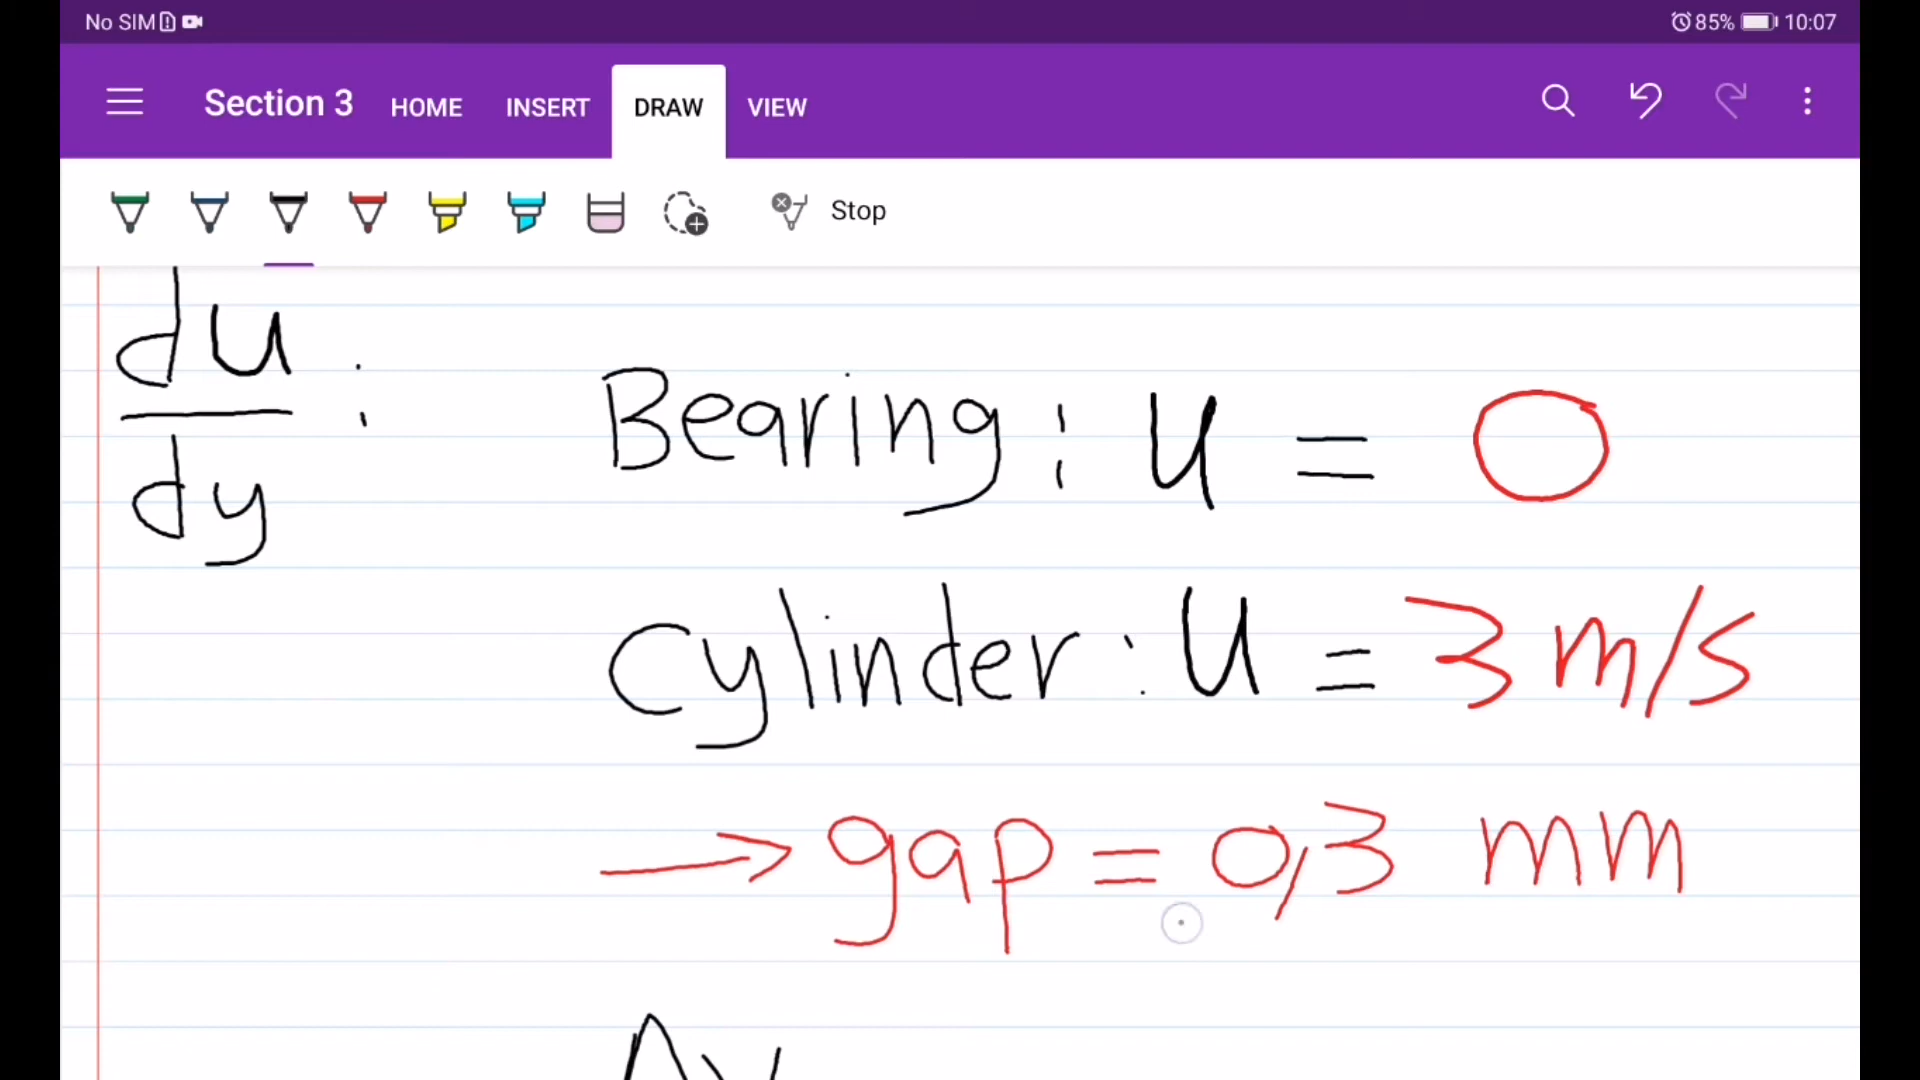 No SIM 85% 10:07
Section 3 HOME INSERT DRAW VIEW
Stop
du/dy : Bearing : u = 0
Cylinder : u = 3 m/s
→ gap = 0,3 mm